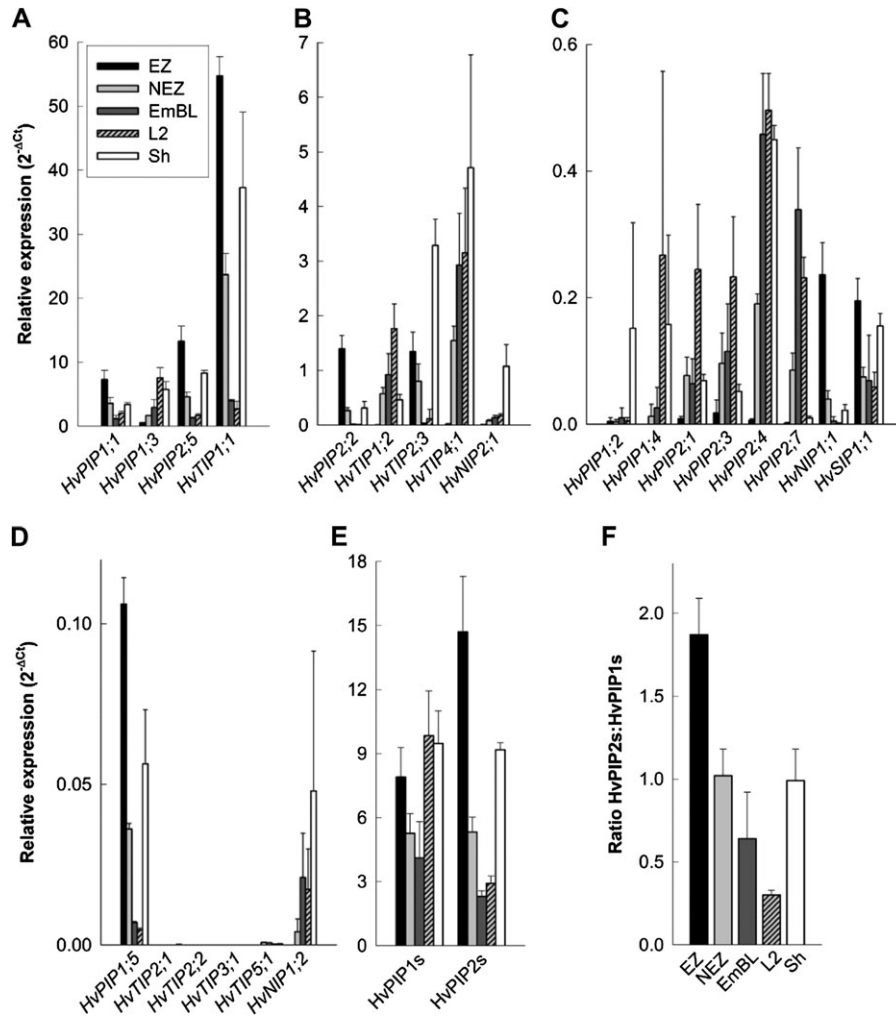 A
Relative expression (2^-ΔCt)
60
50
40
30
20
10
0
EZ
NEZ
EmBL
L2
Sh
HvPIP1;1
HvPIP1;3
HvPIP2;5
HvTIP1;1
B
7
6
5
4
3
2
1
0
HvPIP2;2
HvTIP1;2
HvTIP2;3
HvTIP4;1
HvNIP2;1
C
0.6
0.4
0.2
0.0
HvPIP1;2
HvPIP1;4
HvPIP2;1
HvPIP2;3
HvPIP2;4
HvPIP2;7
HvNIP1;1
HvSIP1;1
D
Relative expression (2^-ΔCt)
0.10
0.05
0.00
HvPIP1;5
HvTIP2;1
HvTIP2;2
HvTIP3;1
HvTIP5;1
HvNIP1;2
E
18
15
12
9
6
3
0
HvPIP1s
HvPIP2s
F
Ratio HvPIP2s:HvPIP1s
2.0
1.5
1.0
0.5
0.0
EZ
NEZ
EmBL
L2
Sh